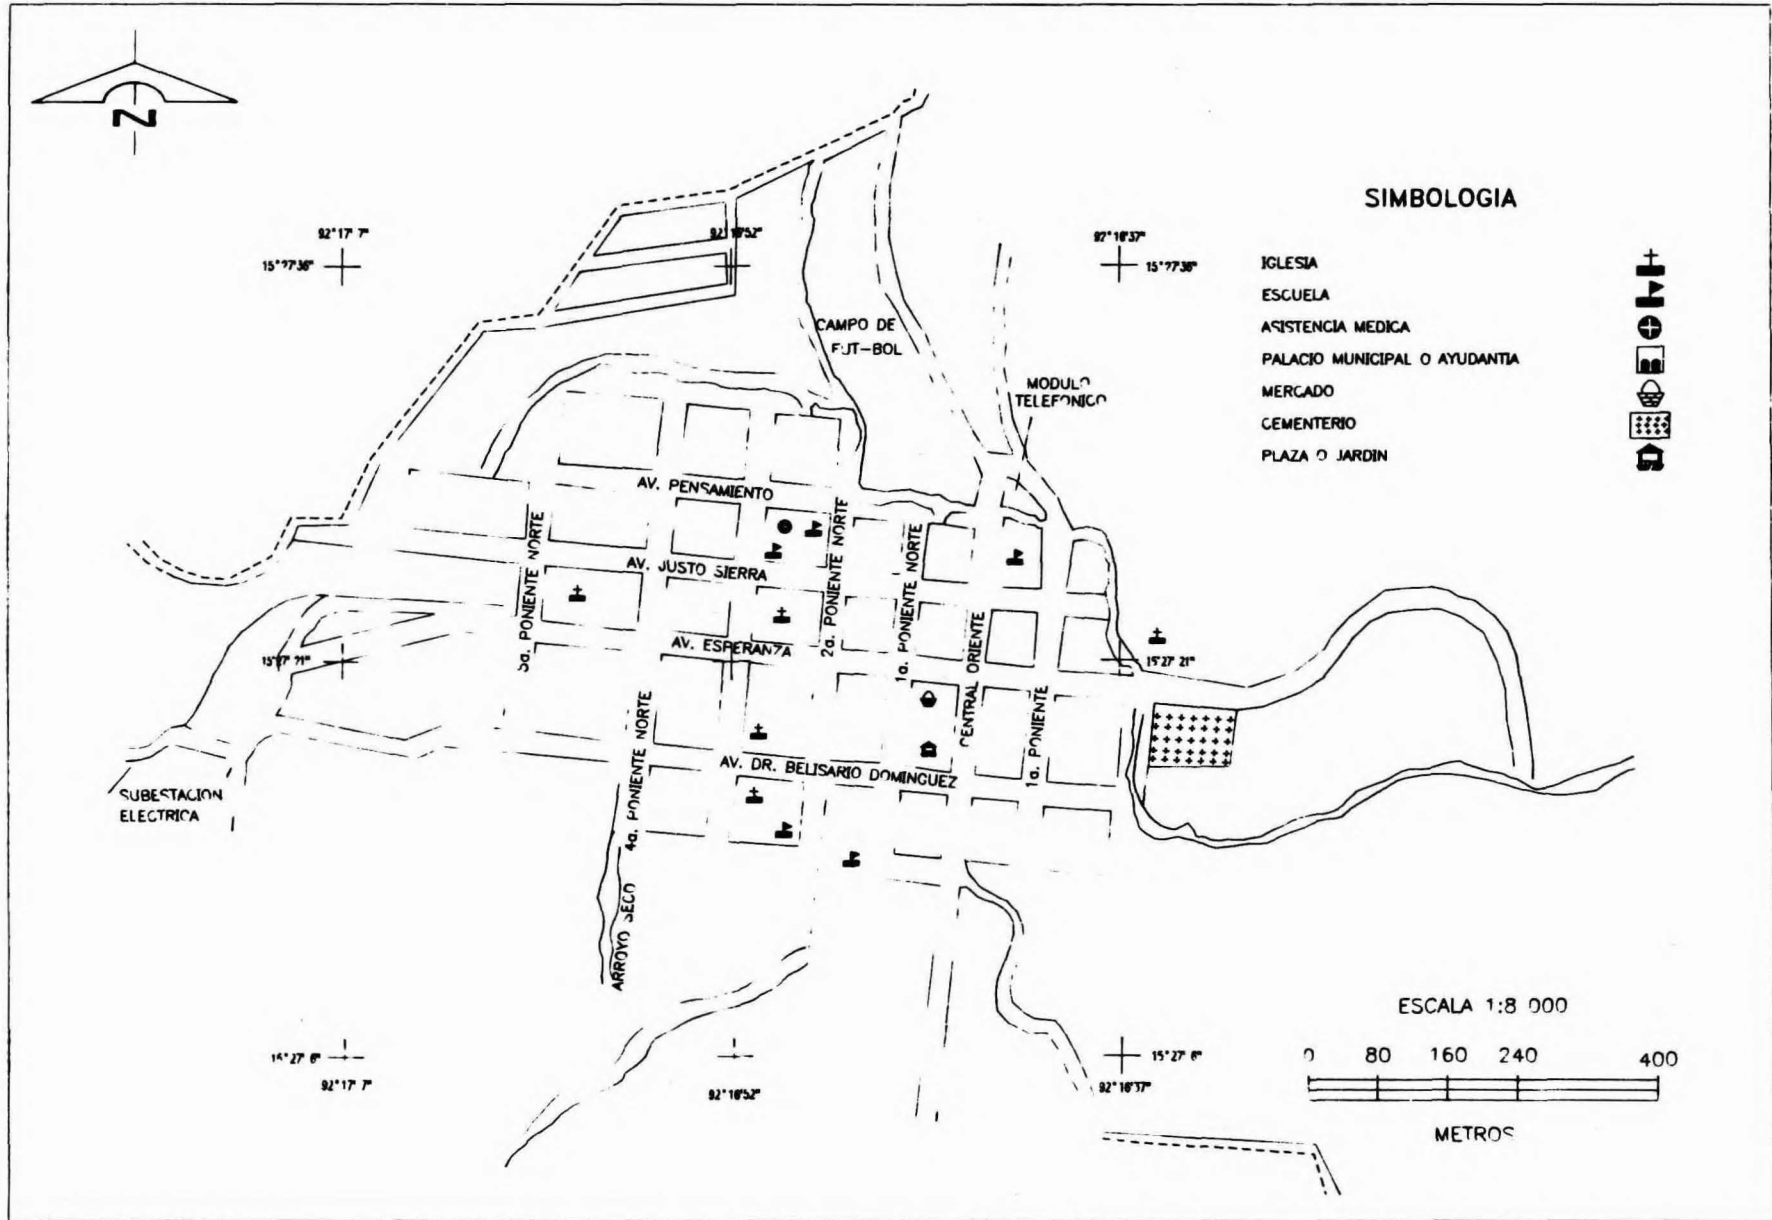 N
SIMBOLOGIA
IGLESIA
ESCUELA
ASISTENCIA MEDICA
PALACIO MUNICIPAL O AYUDANTIA
MERCADO
CEMENTERIO
PLAZA O JARDIN
92°17' 7"
15°27'36"
92°16'52"
92°16'37"
15°27'36"
CAMPO DE
FUT-BOL
MODULO
TELEFONICO
AV. PENSAMIENTO
AV. JUSTO SIERRA
AV. ESPERANZA
AV. DR. BELISARIO DOMINGUEZ
5a. PONIENTE NORTE
4a. PONIENTE NORTE
2a. PONIENTE NORTE
1a. PONIENTE NORTE
CENTRAL ORIENTE
1a. PONIENTE
15°27' 21"
15°27' 21"
SUBESTACION
ELECTRICA
ARROYO SECO
15°27' 6"
92°17' 7"
92°16'52"
15°27' 6"
92°16'37"
ESCALA 1:8 000
0 80 160 240 400
METROS